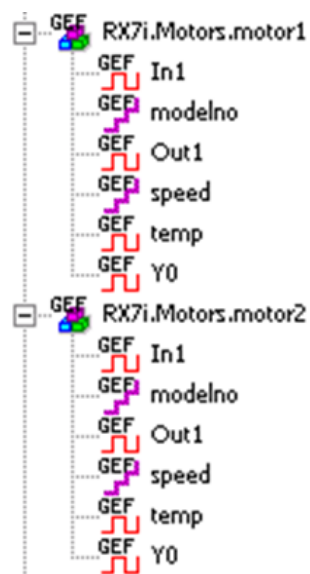 GEF RX7i.Motors.motor1
GEF In1
GEF modelno
GEF Out1
GEF speed
GEF temp
GEF Y0
GEF RX7i.Motors.motor2
GEF In1
GEF modelno
GEF Out1
GEF speed
GEF temp
GEF Y0